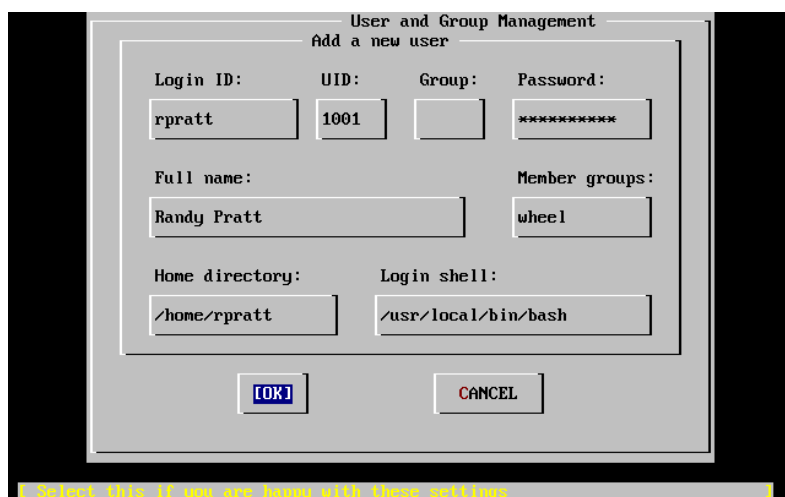 User and Group Management
Add a new user
Login ID: UID: Group: Password:
rpratt 1001 **********
Full name: Member groups:
Randy Pratt wheel
Home directory: Login shell:
/home/rpratt /usr/local/bin/bash
[OK] CANCEL
[ Select this if you are happy with these settings ]